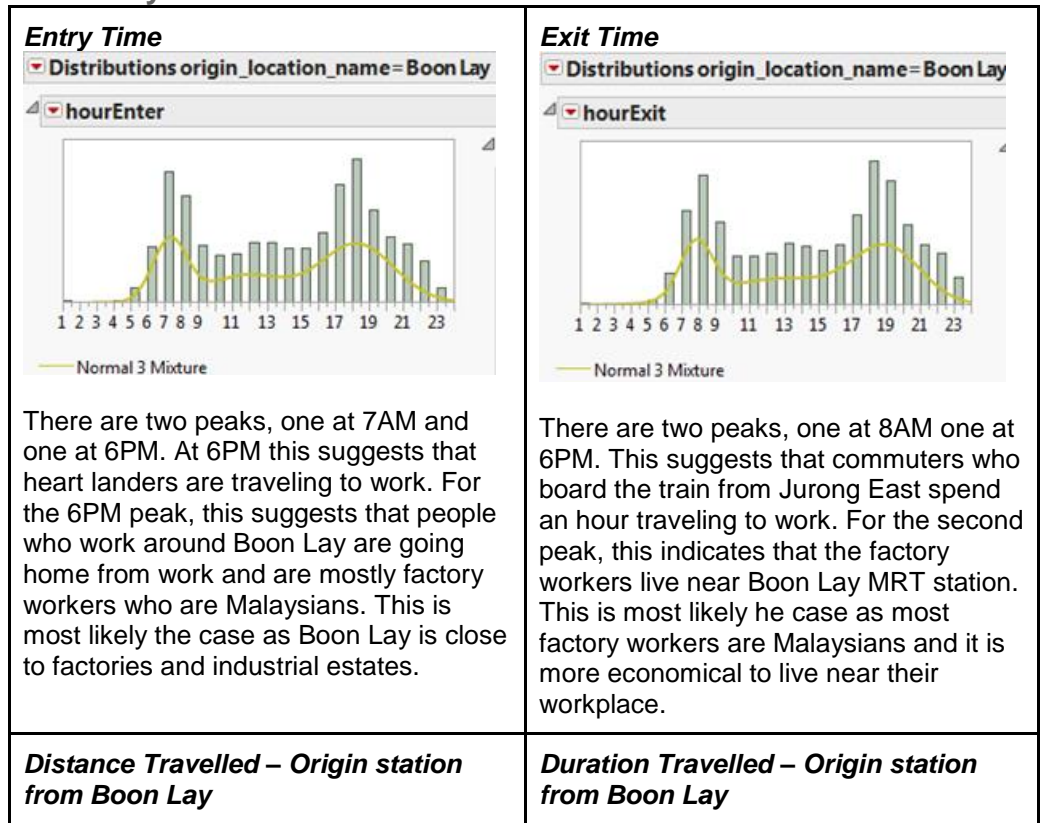 Entry Time
Distributions origin_location_name=Boon Lay
hourEnter
1 2 3 4 5 6 7 8 9 11 13 15 17 19 21 23
Normal 3 Mixture
There are two peaks, one at 7AM and
one at 6PM. At 6PM this suggests that
heart landers are traveling to work. For
the 6PM peak, this suggests that people
who work around Boon Lay are going
home from work and are mostly factory
workers who are Malaysians. This is
most likely the case as Boon Lay is close
to factories and industrial estates.
Exit Time
Distributions origin_location_name=Boon Lay
hourExit
1 2 3 4 5 6 7 8 9 11 13 15 17 19 21 23
Normal 3 Mixture
There are two peaks, one at 8AM one at
6PM. This suggests that commuters who
board the train from Jurong East spend
an hour traveling to work. For the second
peak, this indicates that the factory
workers live near Boon Lay MRT station.
This is most likely he case as most
factory workers are Malaysians and it is
more economical to live near their
workplace.
Distance Travelled – Origin station
from Boon Lay
Duration Travelled – Origin station
from Boon Lay